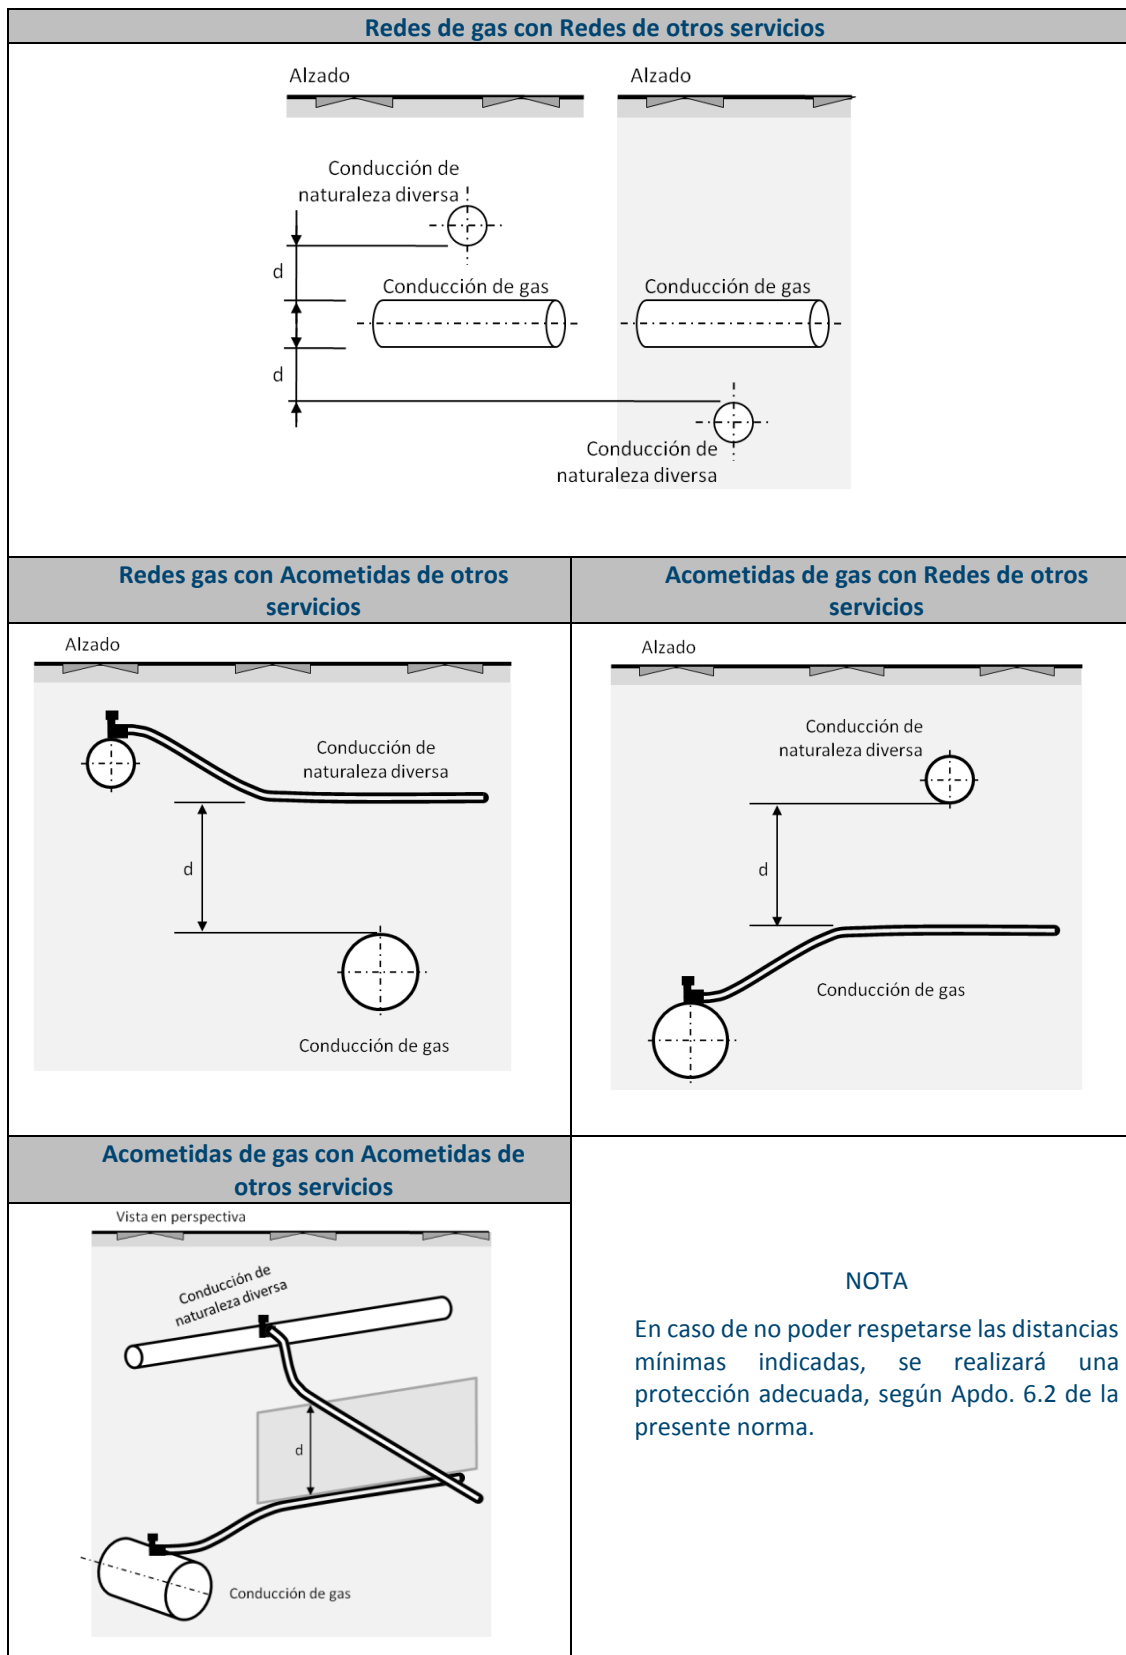 Redes de gas con Redes de otros servicios
Alzado
Alzado
Conducción de
naturaleza diversa
d
Conducción de gas
Conducción de gas
d
Conducción de
naturaleza diversa
Redes gas con Acometidas de otros
servicios
Acometidas de gas con Redes de otros
servicios
Alzado
Conducción de
naturaleza diversa
d
Conducción de gas
Alzado
Conducción de
naturaleza diversa
d
Conducción de gas
Acometidas de gas con Acometidas de
otros servicios
Vista en perspectiva
Conducción de
naturaleza diversa
d
Conducción de gas
NOTA
En caso de no poder respetarse las distancias
mínimas indicadas, se realizará una
protección adecuada, según Apdo. 6.2 de la
presente norma.